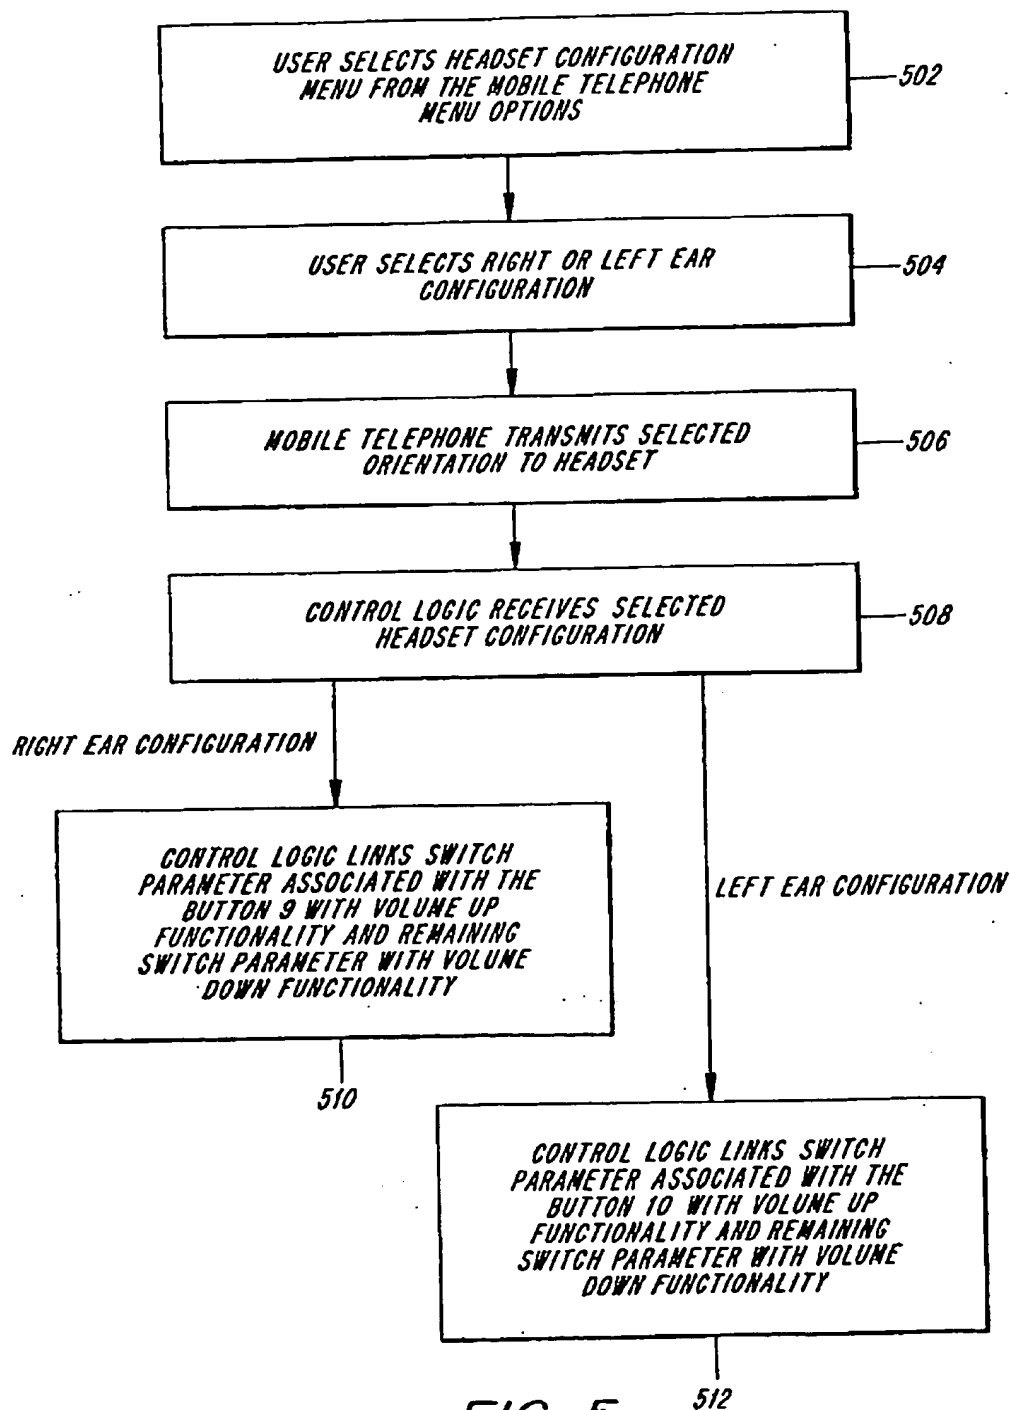 USER SELECTS HEADSET CONFIGURATION
MENU FROM THE MOBILE TELEPHONE
MENU OPTIONS
502
USER SELECTS RIGHT OR LEFT EAR
CONFIGURATION
504
MOBILE TELEPHONE TRANSMITS SELECTED
ORIENTATION TO HEADSET
506
CONTROL LOGIC RECEIVES SELECTED
HEADSET CONFIGURATION
508
RIGHT EAR CONFIGURATION
CONTROL LOGIC LINKS SWITCH
PARAMETER ASSOCIATED WITH THE
BUTTON 9 WITH VOLUME UP
FUNCTIONALITY AND REMAINING
SWITCH PARAMETER WITH VOLUME
DOWN FUNCTIONALITY
510
LEFT EAR CONFIGURATION
CONTROL LOGIC LINKS SWITCH
PARAMETER ASSOCIATED WITH THE
BUTTON 10 WITH VOLUME UP
FUNCTIONALITY AND REMAINING
SWITCH PARAMETER WITH VOLUME
DOWN FUNCTIONALITY
512
FIG. 5